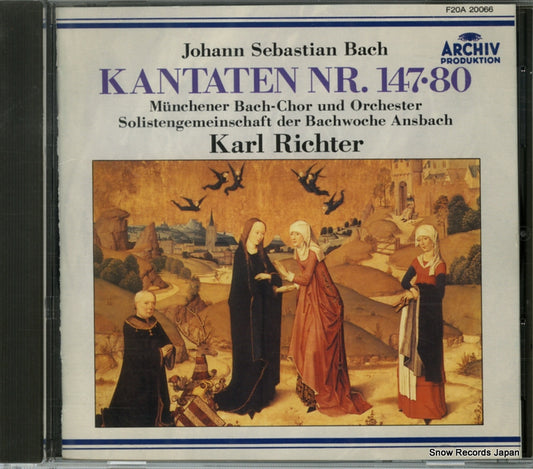 F20A 20066
Johann Sebastian Bach
ARCHIV
PRODUKTION
KANTATEN NR. 147·80
Münchener Bach-Chor und Orchester
Solistengemeinschaft der Bachwoche Ansbach
Karl Richter
Snow Records Japan